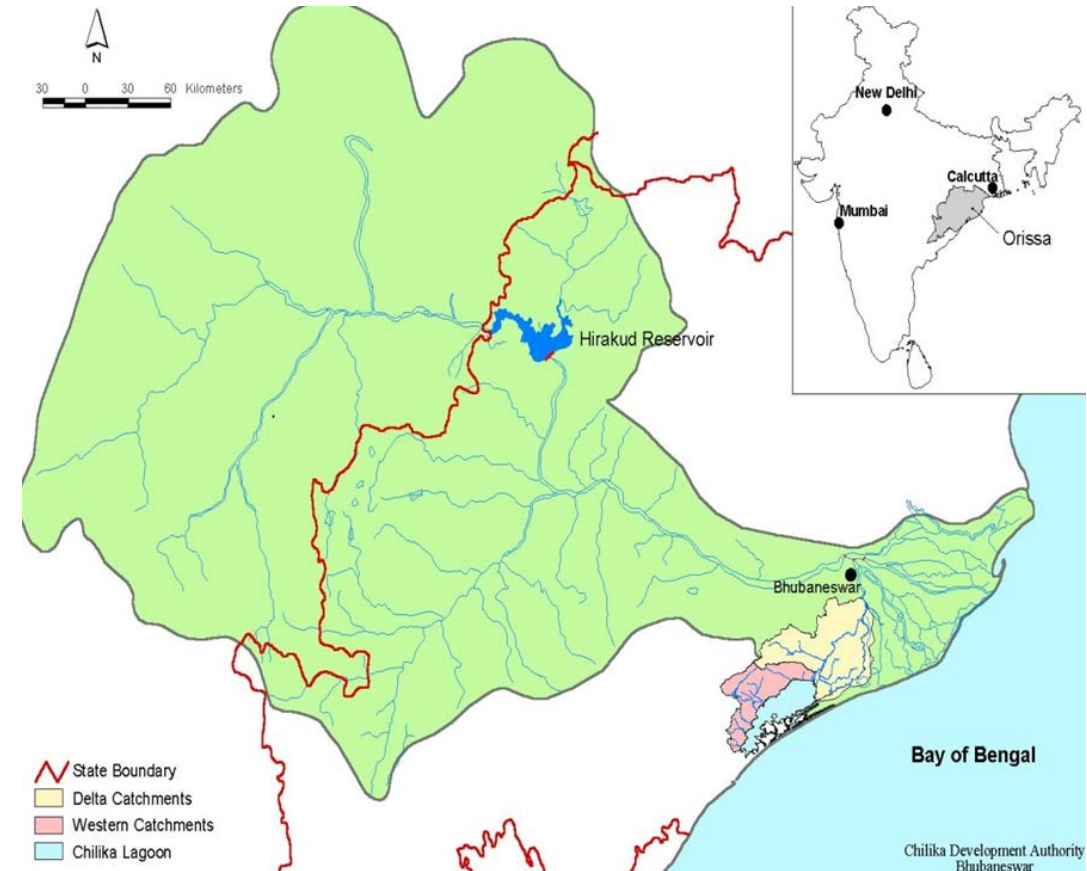 N
30 0 30 60 Kilometers
New Delhi
Calcutta
Mumbai
Orissa
Hirakud Reservoir
Bhubaneswar
Bay of Bengal
State Boundary
Delta Catchments
Western Catchments
Chilika Lagoon
Chilika Development Authority
Bhubaneswar